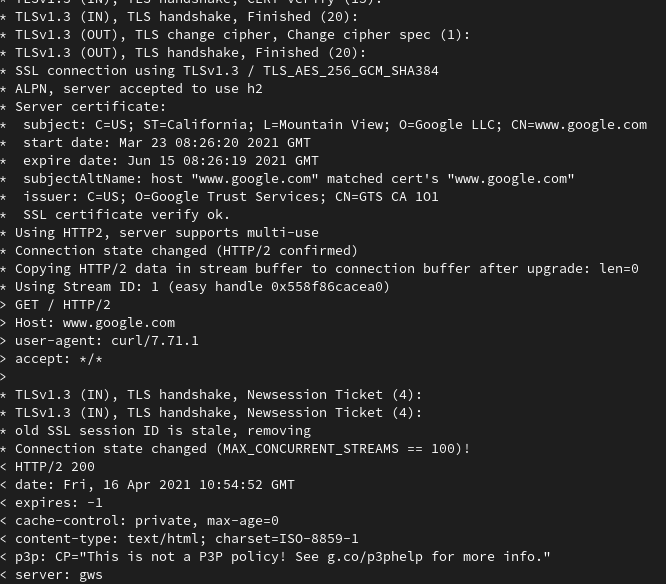 * TLSv1.3 (IN), TLS handshake, CERT verify (15):
* TLSv1.3 (IN), TLS handshake, Finished (20):
* TLSv1.3 (OUT), TLS change cipher, Change cipher spec (1):
* TLSv1.3 (OUT), TLS handshake, Finished (20):
* SSL connection using TLSv1.3 / TLS_AES_256_GCM_SHA384
* ALPN, server accepted to use h2
* Server certificate:
*  subject: C=US; ST=California; L=Mountain View; O=Google LLC; CN=www.google.com
*  start date: Mar 23 08:26:20 2021 GMT
*  expire date: Jun 15 08:26:19 2021 GMT
*  subjectAltName: host "www.google.com" matched cert's "www.google.com"
*  issuer: C=US; O=Google Trust Services; CN=GTS CA 1O1
*  SSL certificate verify ok.
* Using HTTP2, server supports multi-use
* Connection state changed (HTTP/2 confirmed)
* Copying HTTP/2 data in stream buffer to connection buffer after upgrade: len=0
* Using Stream ID: 1 (easy handle 0x558f86cacea0)
> GET / HTTP/2
> Host: www.google.com
> user-agent: curl/7.71.1
> accept: */*
>
* TLSv1.3 (IN), TLS handshake, Newsession Ticket (4):
* TLSv1.3 (IN), TLS handshake, Newsession Ticket (4):
* old SSL session ID is stale, removing
* Connection state changed (MAX_CONCURRENT_STREAMS == 100)!
< HTTP/2 200
< date: Fri, 16 Apr 2021 10:54:52 GMT
< expires: -1
< cache-control: private, max-age=0
< content-type: text/html; charset=ISO-8859-1
< p3p: CP="This is not a P3P policy! See g.co/p3phelp for more info."
< server: gws